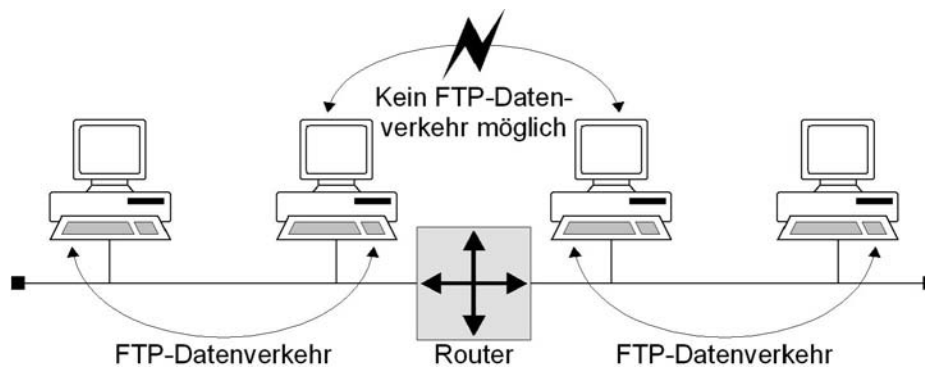 Kein FTP-Daten-
verkehr möglich
FTP-Datenverkehr
Router
FTP-Datenverkehr